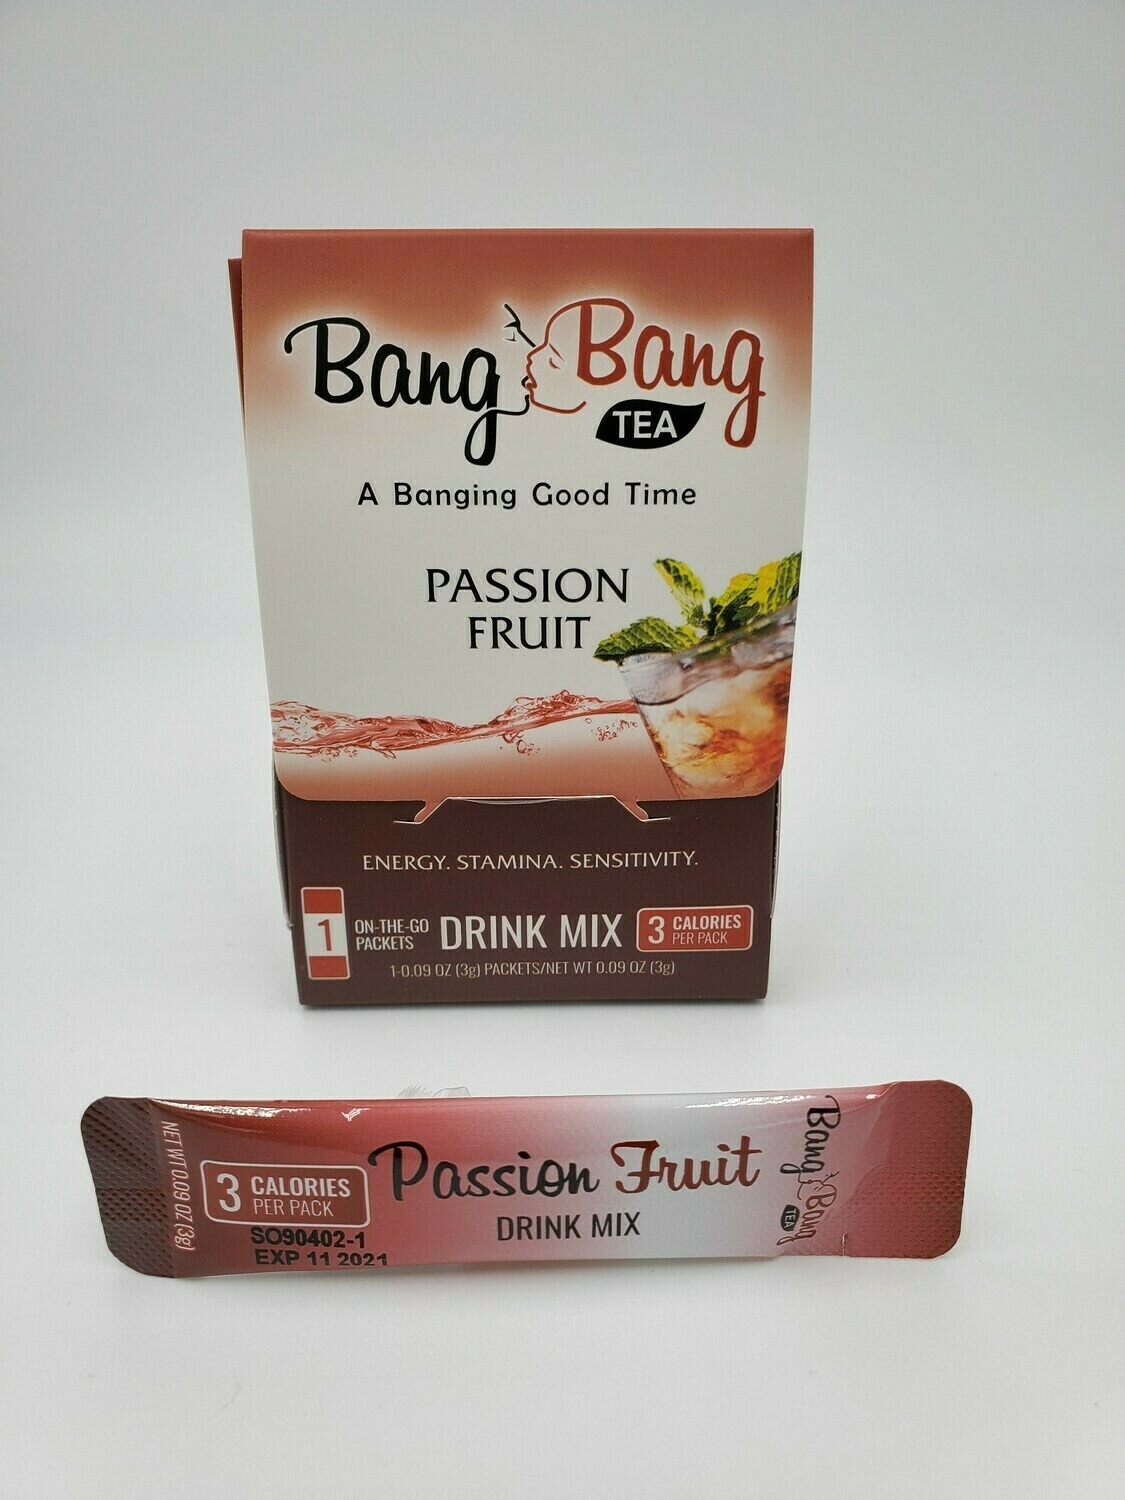 Bang Bang
TEA
A Banging Good Time
PASSION
FRUIT
ENERGY. STAMINA. SENSITIVITY.
1
ON-THE-GO
PACKETS
DRINK MIX
3
CALORIES
PER PACK
1-0.09 OZ (3g) PACKETS/NET WT 0.09 OZ (3g)
NET WT 0.09 OZ (3g)
3
CALORIES
PER PACK
SO90402-1
EXP 11 2021
Passion Fruit
DRINK MIX
Bang Bang
TEA